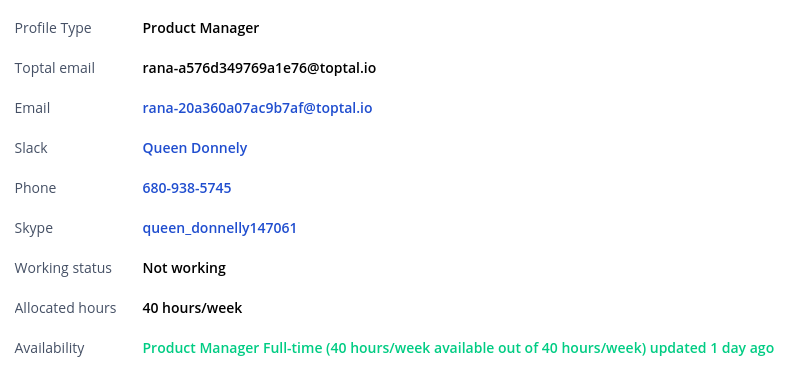 Profile Type Product Manager
Toptal email rana-a576d349769a1e76@toptal.io
Email rana-20a360a07ac9b7af@toptal.io
Slack Queen Donnely
Phone 680-938-5745
Skype queen_donnelly147061
Working status Not working
Allocated hours 40 hours/week
Availability Product Manager Full-time (40 hours/week available out of 40 hours/week) updated 1 day ago